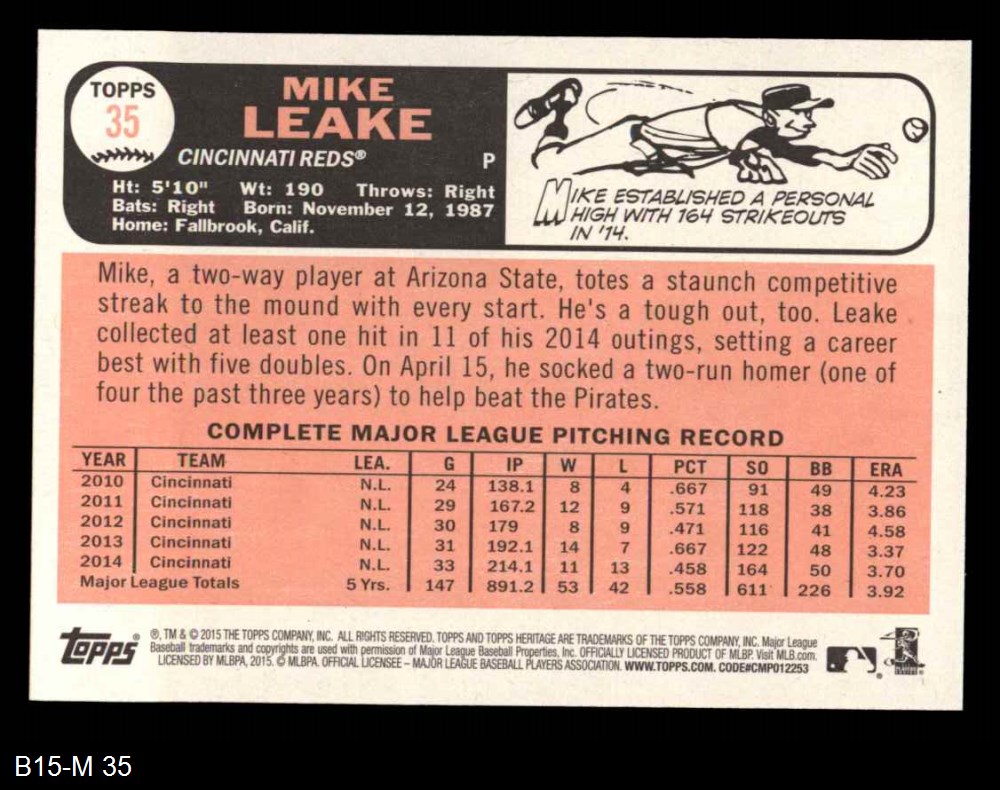 TOPPS
35
MIKE
LEAKE
CINCINNATI REDS® P
Ht: 5'10" Wt: 190 Throws: Right
Bats: Right Born: November 12, 1987
Home: Fallbrook, Calif.
MIKE ESTABLISHED A PERSONAL
HIGH WITH 164 STRIKEOUTS
IN '14.
Mike, a two-way player at Arizona State, totes a staunch competitive
streak to the mound with every start. He's a tough out, too. Leake
collected at least one hit in 11 of his 2014 outings, setting a career
best with five doubles. On April 15, he socked a two-run homer (one of
four the past three years) to help beat the Pirates.
COMPLETE MAJOR LEAGUE PITCHING RECORD
YEAR TEAM LEA. G IP W L PCT SO BB ERA
2010 Cincinnati N.L. 24 138.1 8 4 .667 91 49 4.23
2011 Cincinnati N.L. 29 167.2 12 9 .571 118 38 3.86
2012 Cincinnati N.L. 30 179 8 9 .471 116 41 4.58
2013 Cincinnati N.L. 31 192.1 14 7 .667 122 48 3.37
2014 Cincinnati N.L. 33 214.1 11 13 .458 164 50 3.70
Major League Totals 5 Yrs. 147 891.2 53 42 .558 611 226 3.92
topps®
®, TM & © 2015 THE TOPPS COMPANY, INC. ALL RIGHTS RESERVED. TOPPS AND TOPPS HERITAGE ARE TRADEMARKS OF THE TOPPS COMPANY, INC. Major League
Baseball trademarks and copyrights are used with permission of Major League Baseball Properties, Inc. OFFICIALLY LICENSED PRODUCT OF MLBP. Visit MLB.com.
LICENSED BY MLBPA, 2015. © MLBPA. OFFICIAL LICENSEE – MAJOR LEAGUE BASEBALL PLAYERS ASSOCIATION. WWW.TOPPS.COM. CODE#CMP012253
B15-M 35